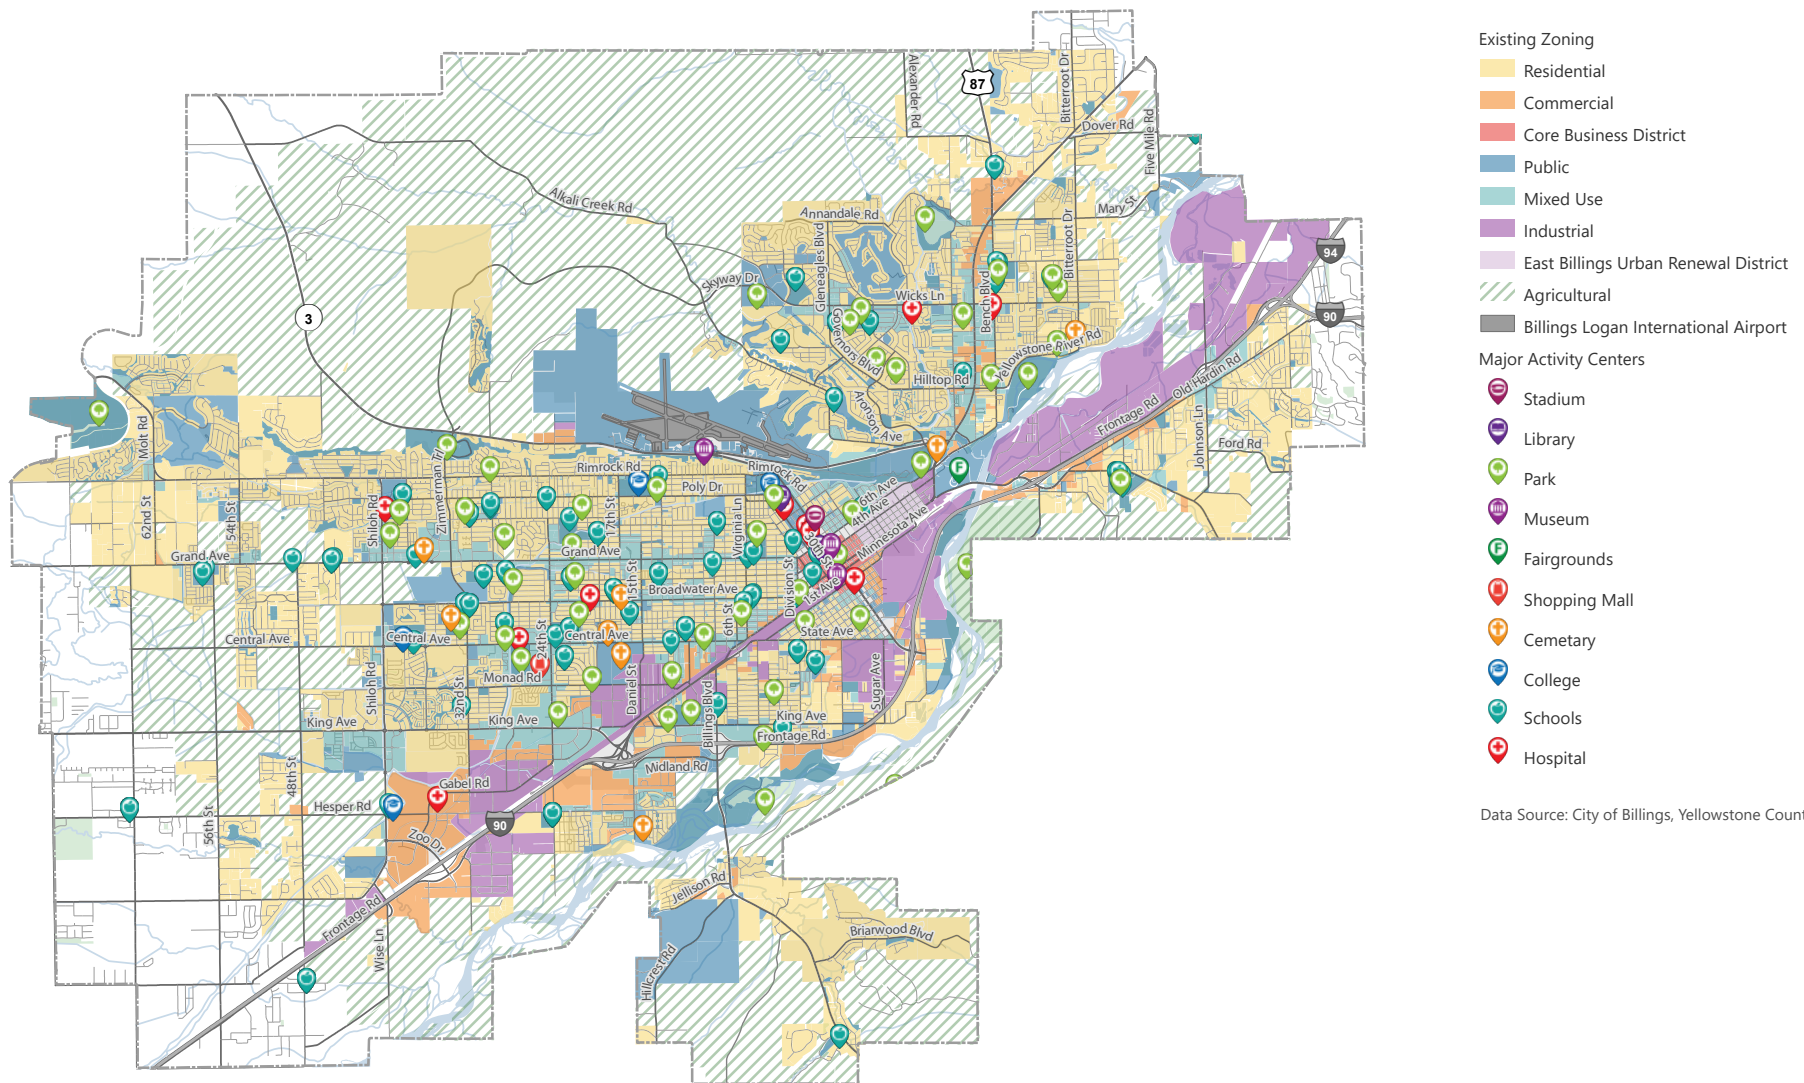 Alexander Rd
87
Bitterroot Dr
Dover Rd
Five Mile Rd
Alkali Creek Rd
Annandale Rd
Mary St
Bitterroot Dr
Gleneagles Blvd
94
Skyway Dr
Wicks Ln
Bench Blvd
90
3
Governors Blvd
Yellowstone River Rd
Hilltop Rd
Old Hardin Rd
Aronson Ave
Frontage Rd
Johnson Ln
Ford Rd
Molt Rd
Zimmerman Trl
Rimrock Rd
Rimrock Rd
F
Poly Dr
6th Ave
4th Ave
Minnesota Ave
62nd St
54th St
Shiloh Rd
17th St
Virginia Ln
30th St
Grand Ave
Grand Ave
Division St
15th St
Broadwater Ave
1st Ave
6th St
State Ave
Central Ave
Central Ave
24th St
Central Ave
Monad Rd
Shiloh Rd
32nd St
Daniel St
Billings Blvd
Sugar Ave
King Ave
King Ave
King Ave
Frontage Rd
Midland Rd
48th St
Gabel Rd
Hesper Rd
56th St
90
Zoo Dr
Frontage Rd
Wise Ln
Jellison Rd
Briarwood Blvd
Hillcrest Rd
Existing Zoning
Residential
Commercial
Core Business District
Public
Mixed Use
Industrial
East Billings Urban Renewal District
Agricultural
Billings Logan International Airport
Major Activity Centers
Stadium
Library
Park
Museum
F
Fairgrounds
Shopping Mall
Cemetary
College
Schools
Hospital
Data Source: City of Billings, Yellowstone Count